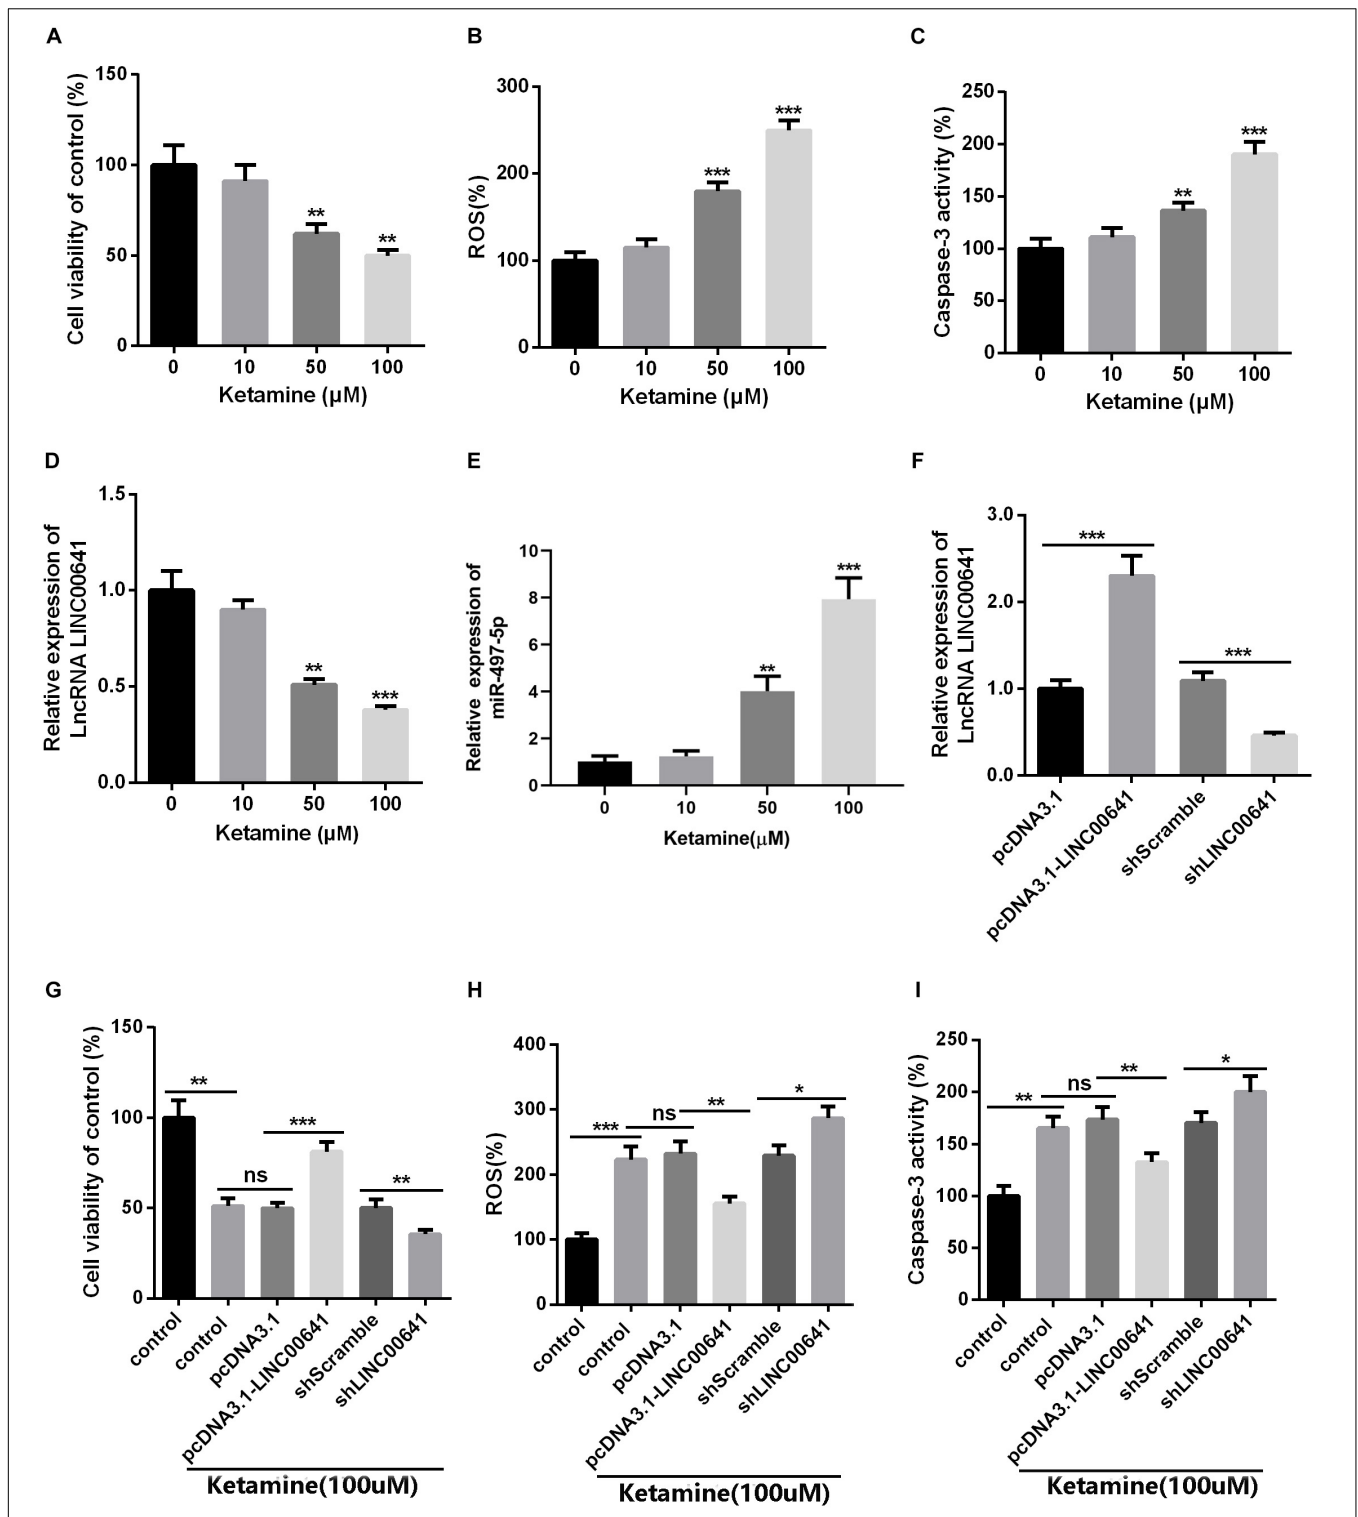 A
Cell viability of control (%)
150
100
50
0
** **
0 10 50 100
Ketamine (μM)
B
ROS(%)
300
200
100
0
*** ***
0 10 50 100
Ketamine (μM)
C
Caspase-3 activity (%)
250
200
150
100
50
0
** ***
0 10 50 100
Ketamine (μM)
D
Relative expression of
LncRNA LINC00641
1.5
1.0
0.5
0.0
** ***
0 10 50 100
Ketamine (μM)
E
Relative expression of
miR-497-5p
10
8
6
4
2
0
** ***
0 10 50 100
Ketamine(μM)
F
Relative expression of
LncRNA LINC00641
3.0
2.0
1.0
0.0
*** ***
pcDNA3.1
pcDNA3.1-LINC00641
shScramble
shLINC00641
G
Cell viability of control (%)
150
100
50
0
** ns *** **
control
control
pcDNA3.1
pcDNA3.1-LINC00641
shScramble
shLINC00641
Ketamine(100uM)
H
ROS(%)
400
300
200
100
0
*** ns ** *
control
control
pcDNA3.1
pcDNA3.1-LINC00641
shScramble
shLINC00641
Ketamine(100uM)
I
Caspase-3 activity (%)
250
200
150
100
50
0
** ns ** *
control
control
pcDNA3.1
pcDNA3.1-LINC00641
shScramble
shLINC00641
Ketamine(100uM)